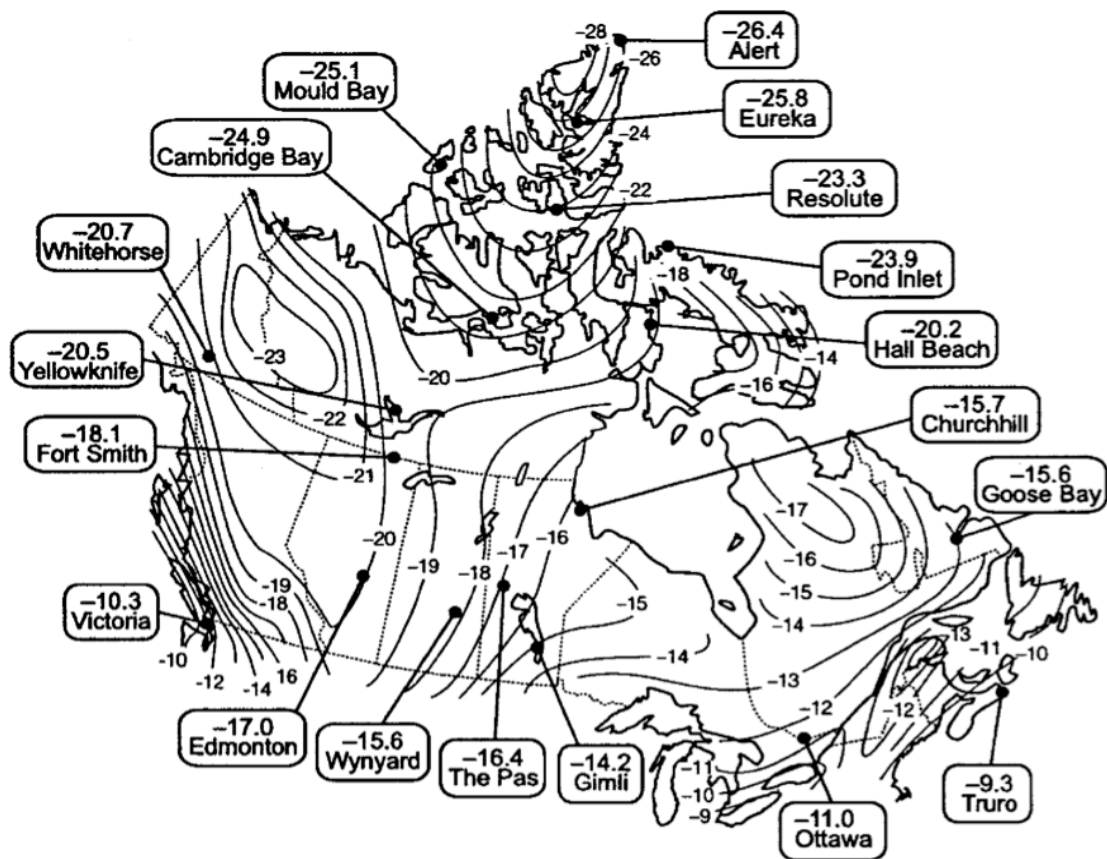 −28
−26.4
Alert
−26
−25.1
Mould Bay
−25.8
Eureka
−24
−24.9
Cambridge Bay
−22
−23.3
Resolute
−20.7
Whitehorse
−18
−23.9
Pond Inlet
−20.2
Hall Beach
−20.5
Yellowknife
−23
−20
−14
−16
−22
−18.1
Fort Smith
−15.7
Churchhill
−21
−15.6
Goose Bay
−17
−20
−17
−16
−19
−18
−16
−19
−18
−15
−15
−14
−10.3
Victoria
−14
−13
−11
−10
-10
-12
-14
16
−13
−12
−12
−17.0
Edmonton
−15.6
Wynyard
−16.4
The Pas
−14.2
Gimli
−11
−10
−9
−11.0
Ottawa
−9.3
Truro